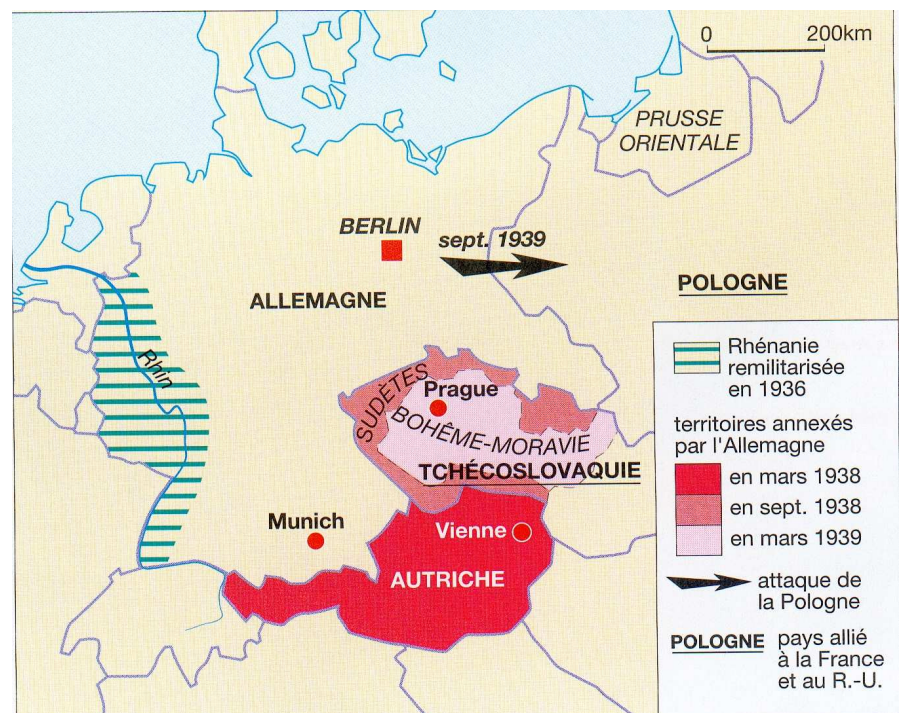 0 200km
PRUSSE
ORIENTALE
BERLIN
sept. 1939
ALLEMAGNE
POLOGNE
Rhin
SUDÈTES
Prague
BOHÊME-MORAVIE
TCHÉCOSLOVAQUIE
Munich
Vienne
AUTRICHE
Rhénanie
remilitarisée
en 1936
territoires annexés
par l'Allemagne
en mars 1938
en sept. 1938
en mars 1939
attaque de
la Pologne
POLOGNE pays allié
à la France
et au R.-U.